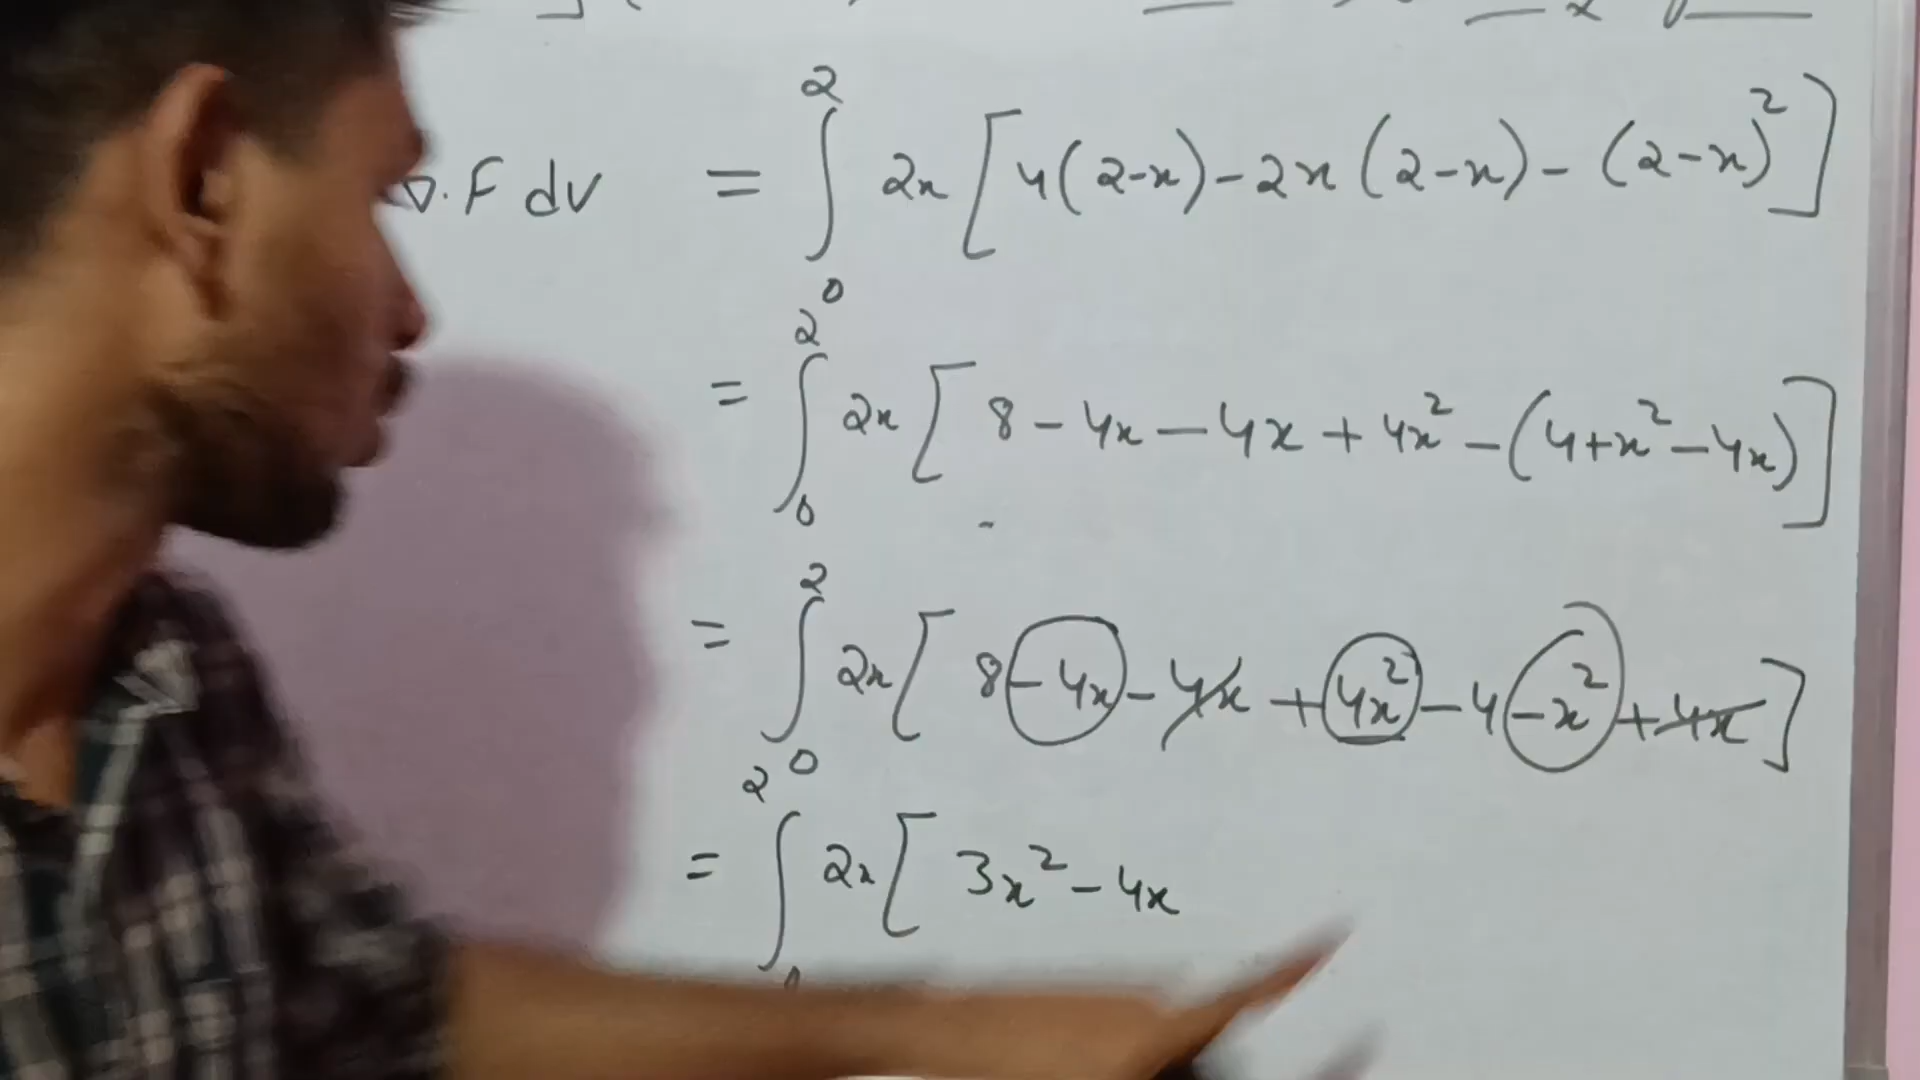 ∇.F dv = ∫₀² 2x [4(2-x) - 2x(2-x) - (2-x)²]
= ∫₀² 2x [8 - 4x - 4x + 4x² - (4+x²-4x)]
= ∫₀² 2x [8 - 4x - 4x + 4x² - 4 - x² + 4x]
= ∫₀² 2x [3x² - 4x